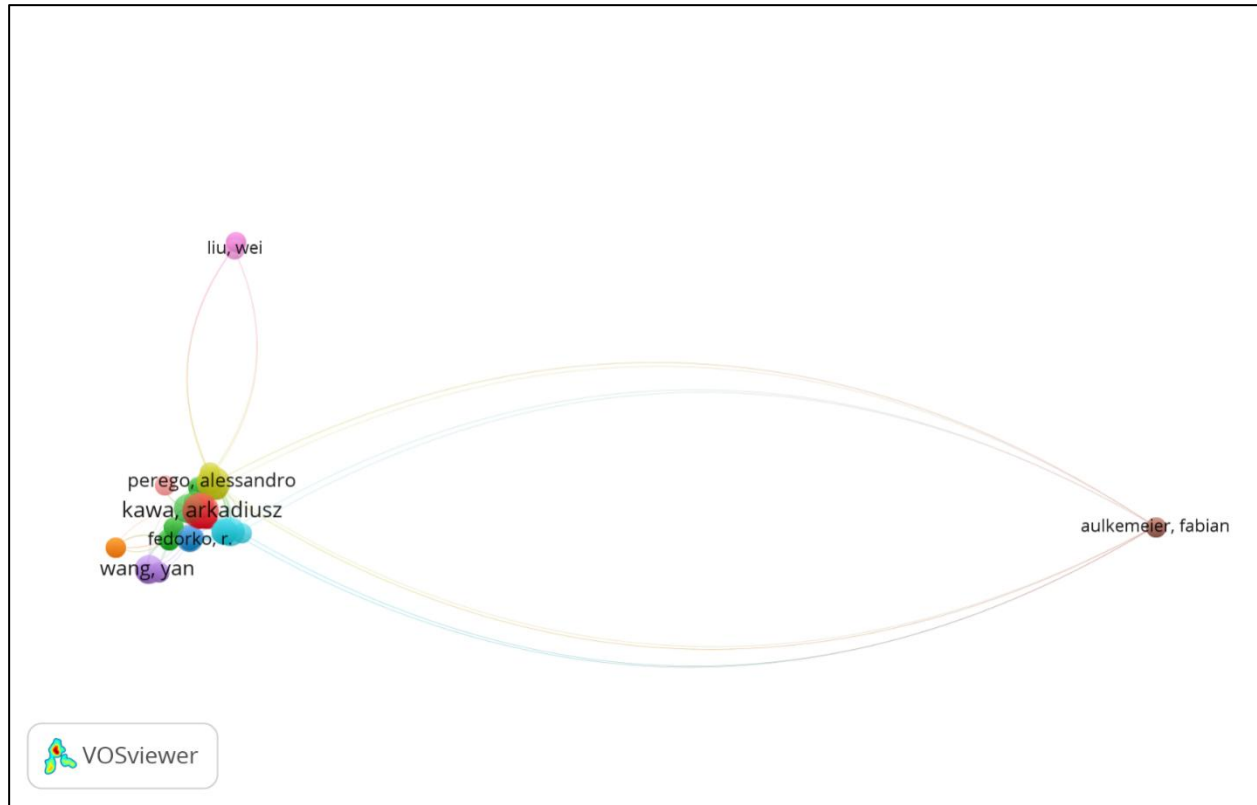 liu, wei
perego, alessandro
kawa, arkadiusz
fedorko, r.
wang, yan
aulkemeier, fabian
VOSviewer